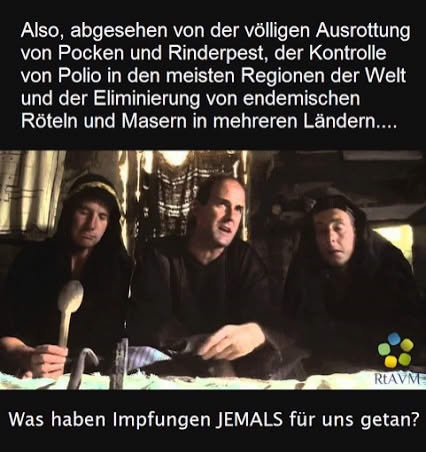 Also, abgesehen von der völligen Ausrottung
von Pocken und Rinderpest, der Kontrolle
von Polio in den meisten Regionen der Welt
und der Eliminierung von endemischen
Röteln und Masern in mehreren Ländern....
RtAVM
Was haben Impfungen JEMALS für uns getan?